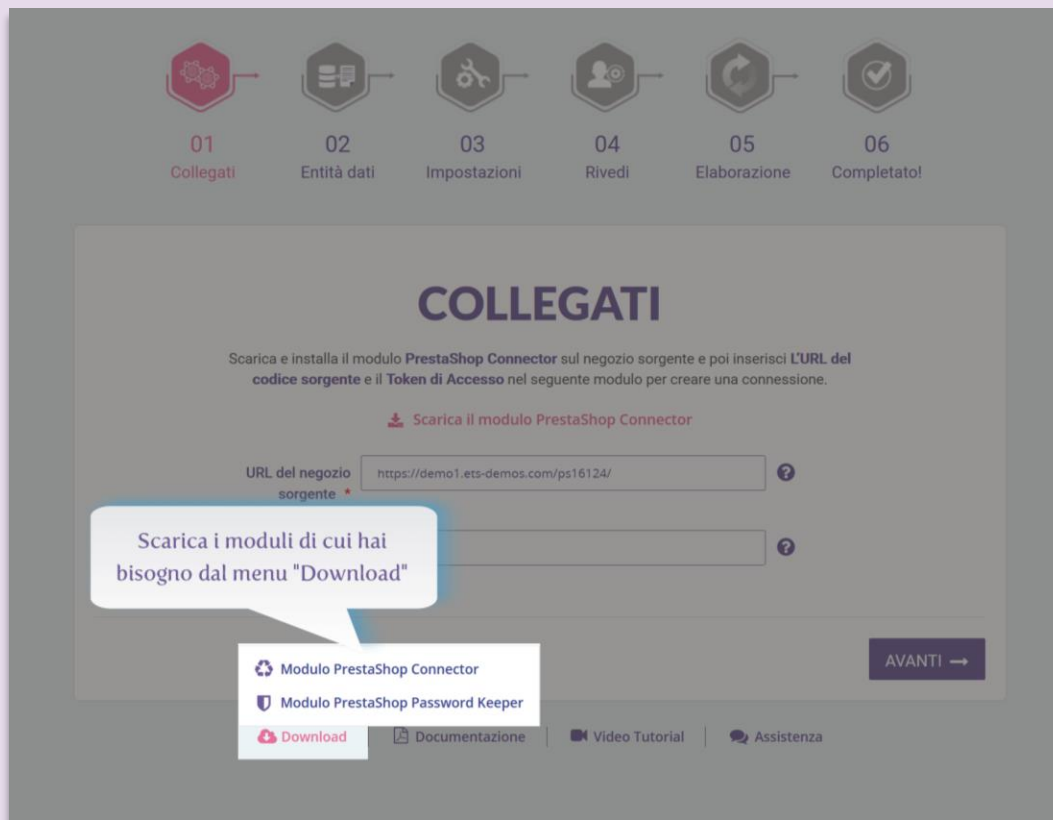 01
Collegati
02
Entità dati
03
Impostazioni
04
Rivedi
05
Elaborazione
06
Completato!
COLLEGATI
Scarica e installa il modulo PrestaShop Connector sul negozio sorgente e poi inserisci L'URL del
codice sorgente e il Token di Accesso nel seguente modulo per creare una connessione.
Scarica il modulo PrestaShop Connector
URL del negozio
sorgente *
https://demo1.ets-demos.com/ps16124/
Scarica i moduli di cui hai
bisogno dal menu "Download"
AVANTI
Modulo PrestaShop Connector
Modulo PrestaShop Password Keeper
Download
Documentazione
Video Tutorial
Assistenza